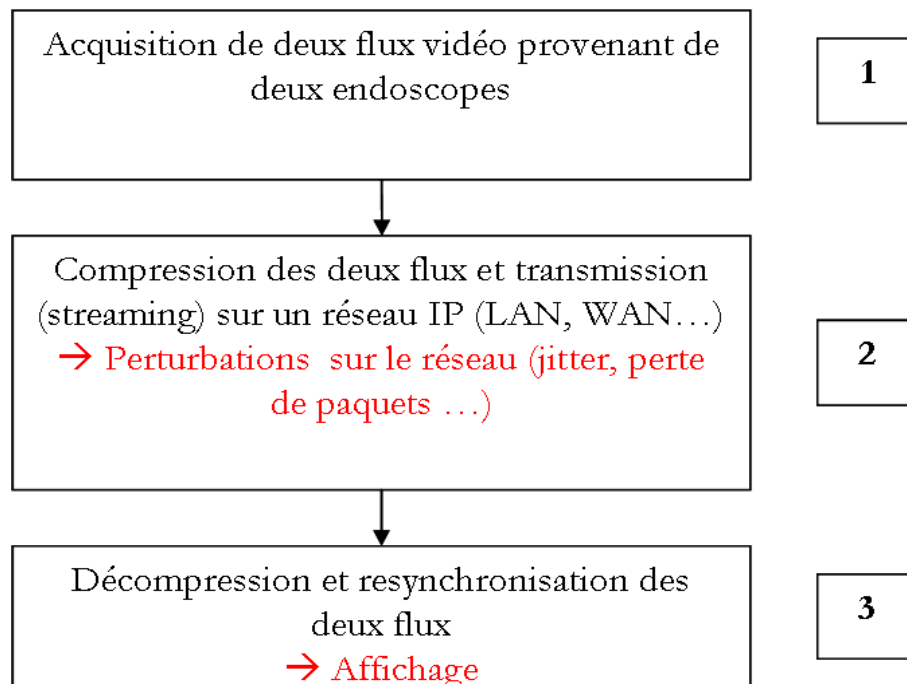 Acquisition de deux flux vidéo provenant de
deux endoscopes
1
Compression des deux flux et transmission
(streaming) sur un réseau IP (LAN, WAN…)
→ Perturbations sur le réseau (jitter, perte
de paquets …)
2
Décompression et resynchronisation des
deux flux
→ Affichage
3